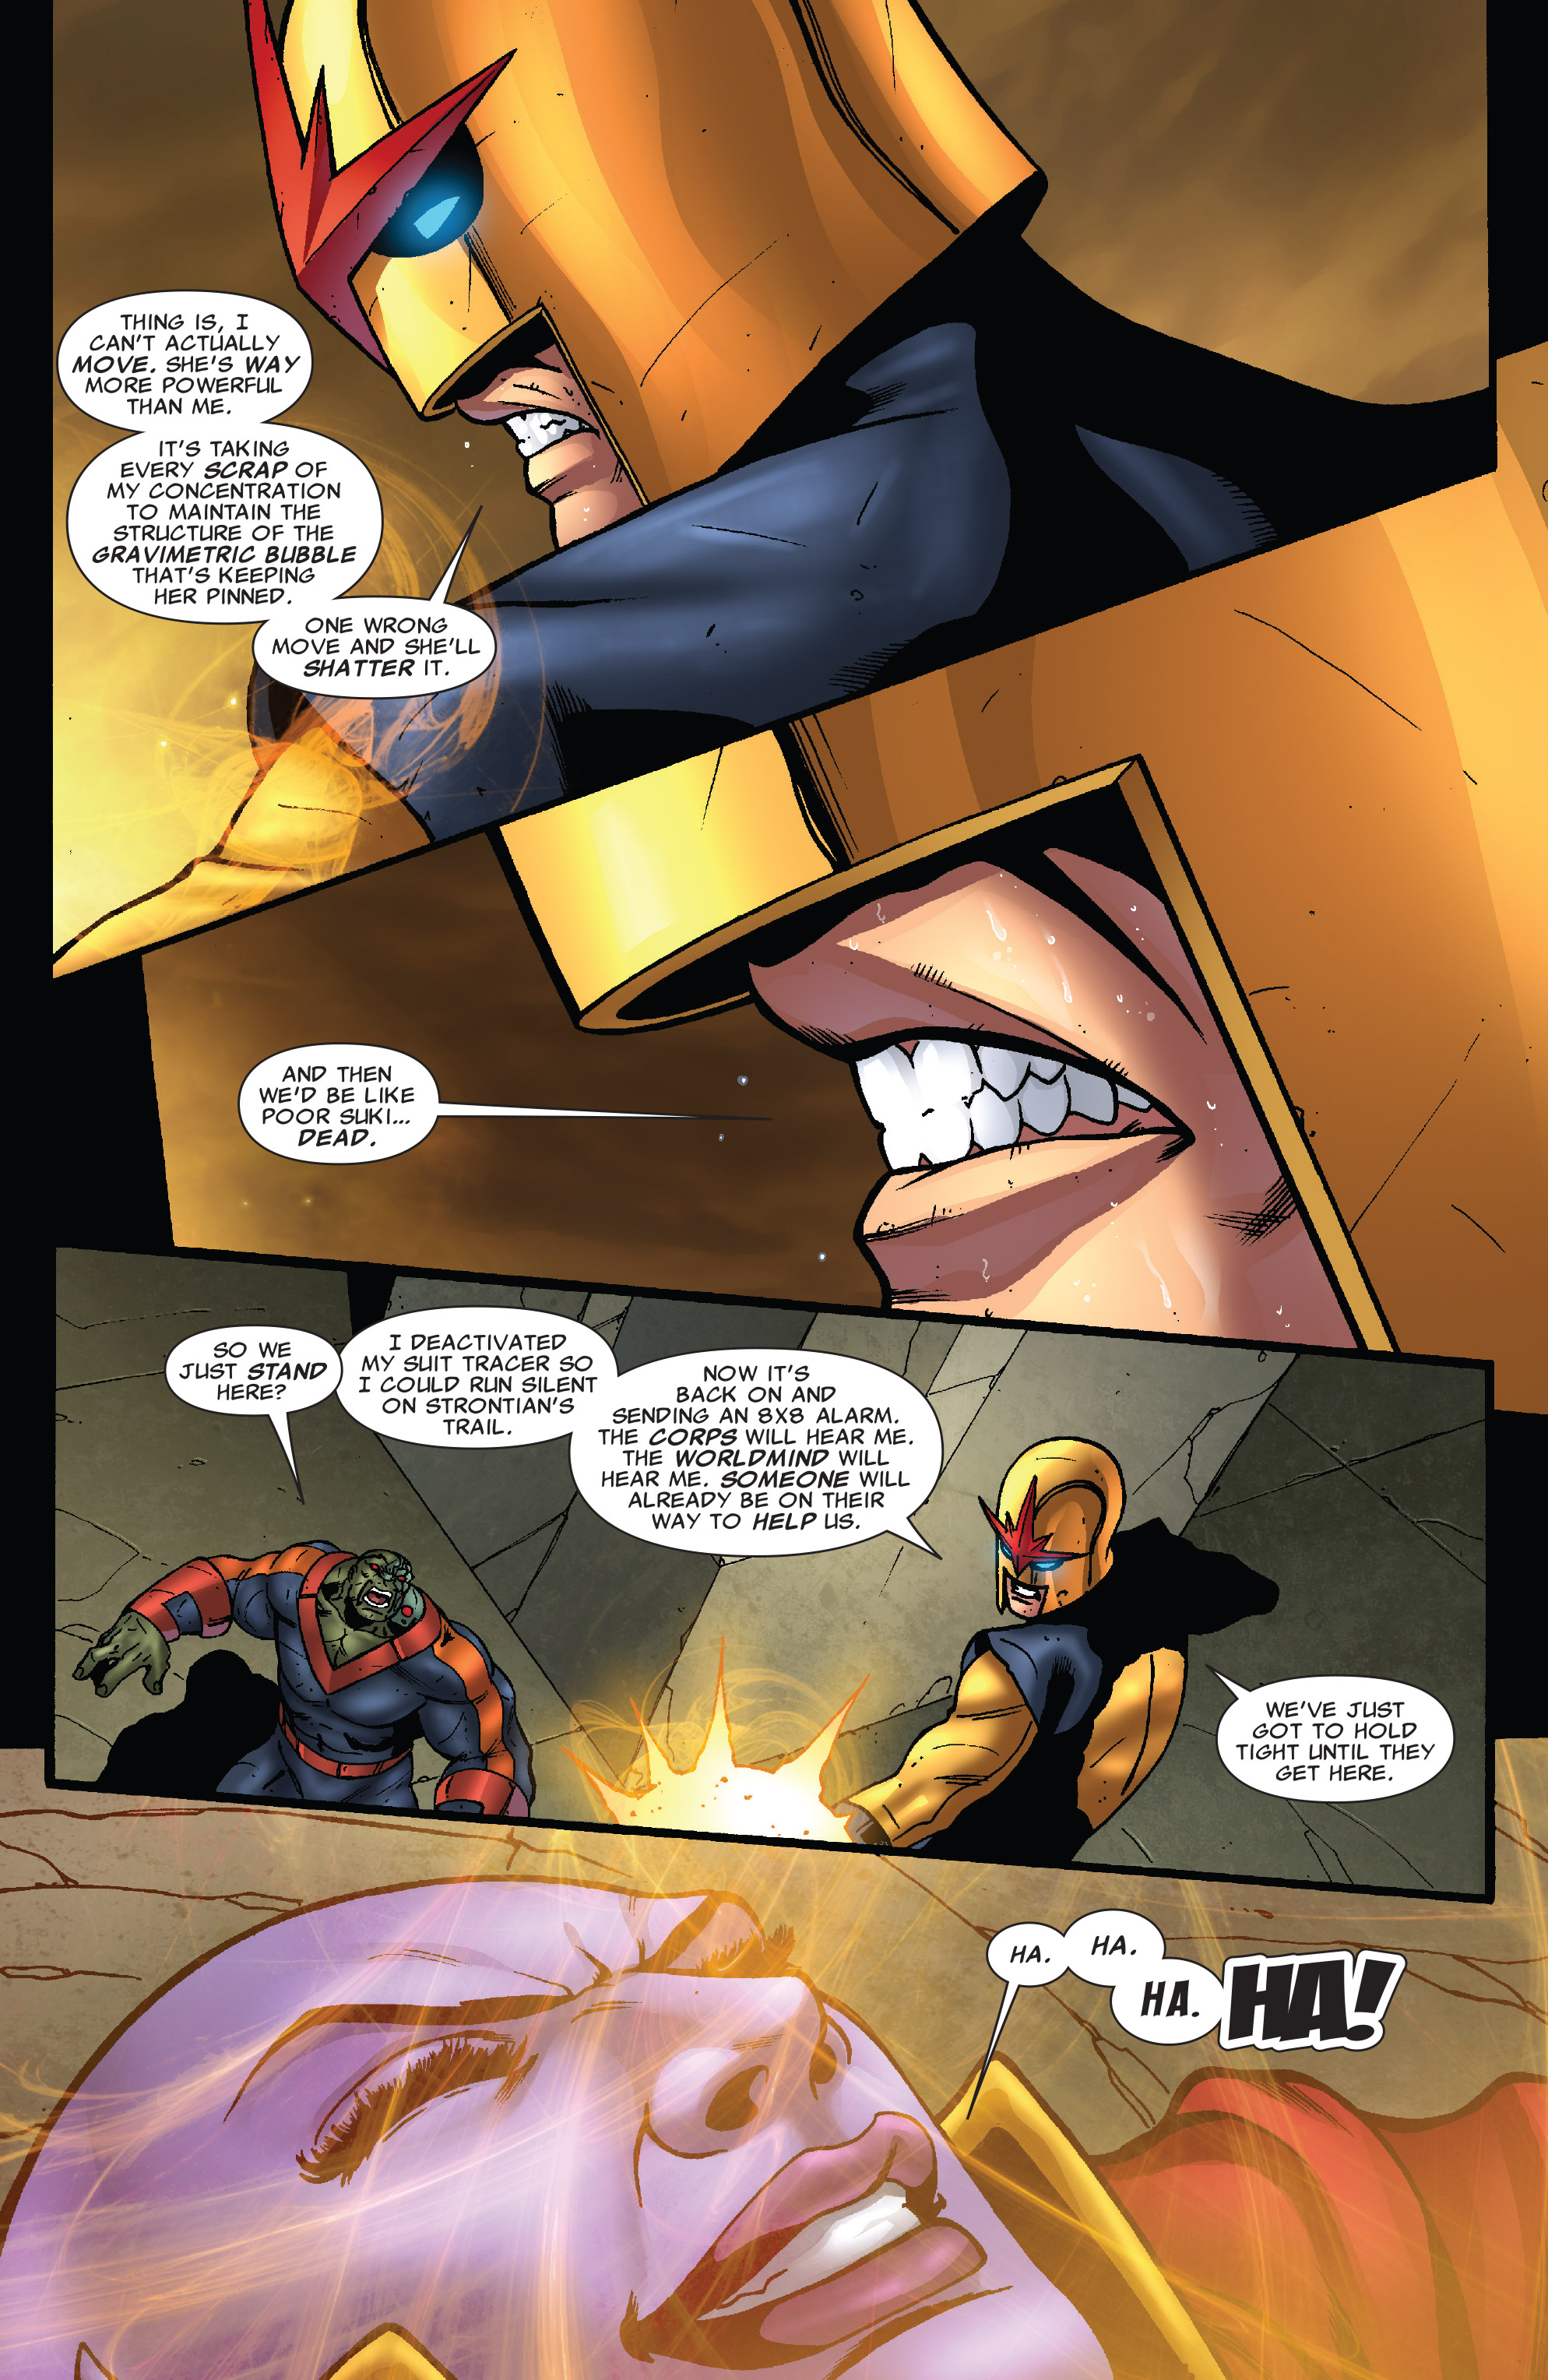 THING IS, I
CAN'T ACTUALLY
MOVE. SHE'S WAY
MORE POWERFUL
THAN ME.
IT'S TAKING
EVERY SCRAP OF
MY CONCENTRATION
TO MAINTAIN THE
STRUCTURE OF THE
GRAVIMETRIC BUBBLE
THAT'S KEEPING
HER PINNED.
ONE WRONG
MOVE AND SHE'LL
SHATTER IT.
AND THEN
WE'D BE LIKE
POOR SUKI...
DEAD.
SO WE
JUST STAND
HERE?
I DEACTIVATED
MY SUIT TRACER SO
I COULD RUN SILENT
ON STRONTIAN'S
TRAIL.
NOW IT'S
BACK ON AND
SENDING AN 8X8 ALARM.
THE CORPS WILL HEAR ME.
THE WORLDMIND WILL
HEAR ME. SOMEONE WILL
ALREADY BE ON THEIR
WAY TO HELP US.
WE'VE JUST
GOT TO HOLD
TIGHT UNTIL THEY
GET HERE.
HA.
HA.
HA.
HA!